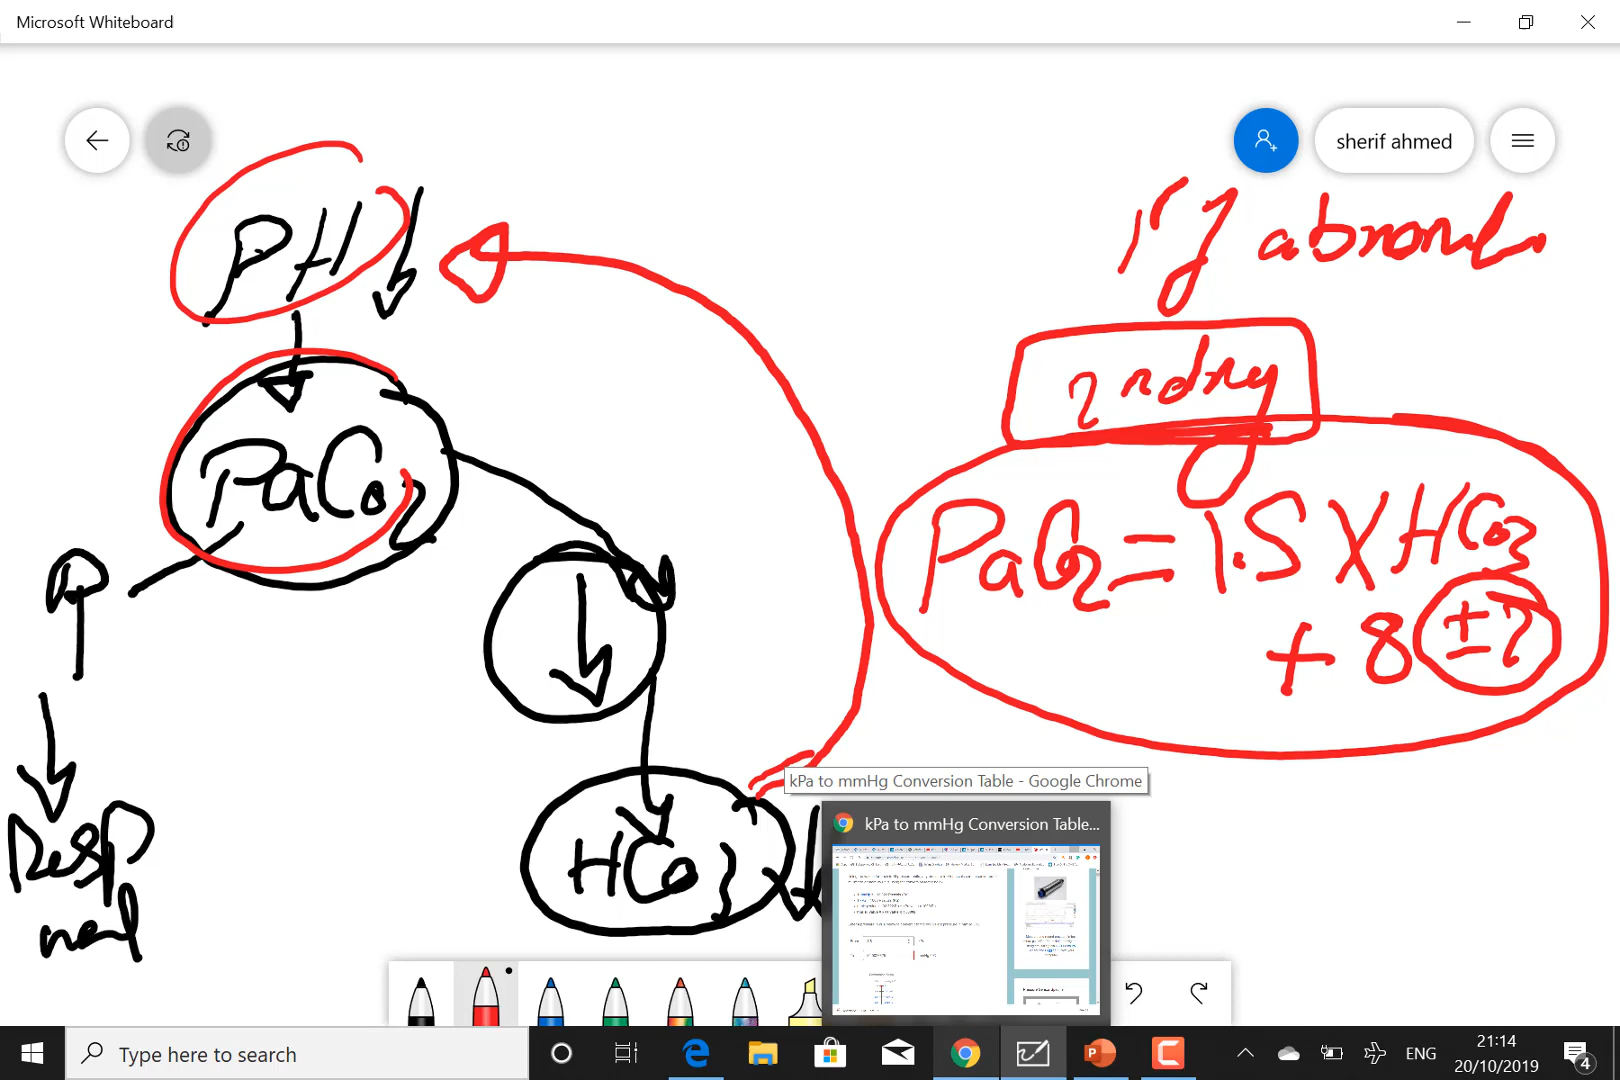 Microsoft Whiteboard
sherif ahmed
PH
If abnormal
2ndry
PaCO2
PaCO2 = 1.5 X HCO3
+ 8 ± 2
kPa to mmHg Conversion Table - Google Chrome
kPa to mmHg Conversion Table...
HCO3
Resp
Type here to search
ENG
21:14
20/10/2019
4